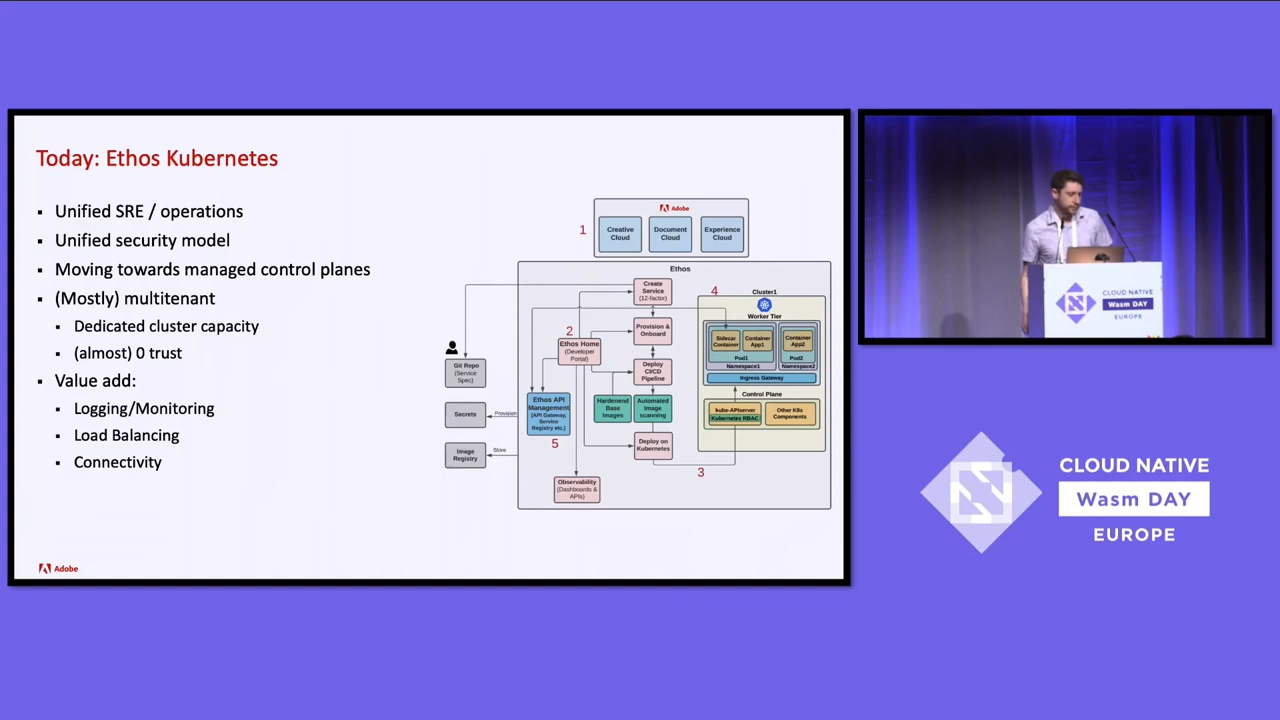 Today: Ethos Kubernetes
▪ Unified SRE / operations
▪ Unified security model
▪ Moving towards managed control planes
▪ (Mostly) multitenant
▪ Dedicated cluster capacity
▪ (almost) 0 trust
▪ Value add:
▪ Logging/Monitoring
▪ Load Balancing
▪ Connectivity
Adobe
1
Adobe
Creative
Cloud
Document
Cloud
Experience
Cloud
Ethos
Create
Service
(12-factor)
2
Ethos Home
(Developer
Portal)
Provision &
Onboard
Deploy
CI/CD
Pipeline
Hardenend
Base
Images
Automated
Image
scanning
Deploy on
Kubernetes
3
Git Repo
(Service
Spec)
Secrets
Provision
Image
Registry
Store
Ethos API
Management
(API Gateway,
Service
Registry etc.)
5
Observability
(Dashboards &
APIs)
4
Cluster1
Worker Tier
Sidecar
Container
Container
App1
Pod1
Namespace1
Container
App2
Pod2
Namespace2
Ingress Gateway
Control Plane
kube-APIserver
Kubernetes RBAC
Other K8s
Components
CLOUD NATIVE
Wasm DAY
EUROPE
CLOUD NATIVE
Wasm DAY
EUROPE